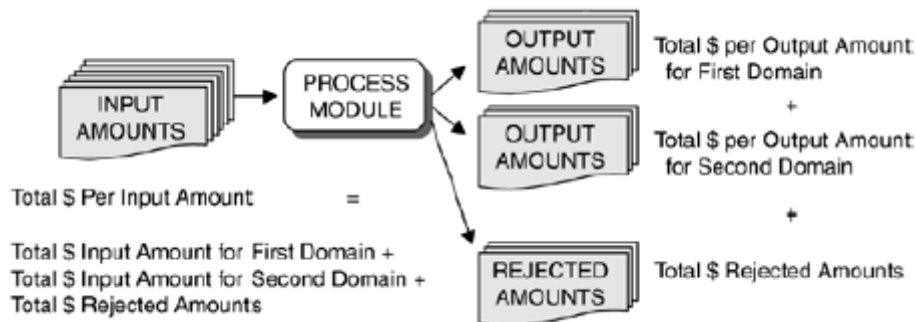 INPUT
AMOUNTS
PROCESS
MODULE
OUTPUT
AMOUNTS
Total $ per Output Amount
for First Domain
+
OUTPUT
AMOUNTS
Total $ per Output Amount
for Second Domain
+
REJECTED
AMOUNTS
Total $ Rejected Amounts
Total $ Per Input Amount =
Total $ Input Amount for First Domain +
Total $ Input Amount for Second Domain +
Total $ Rejected Amounts